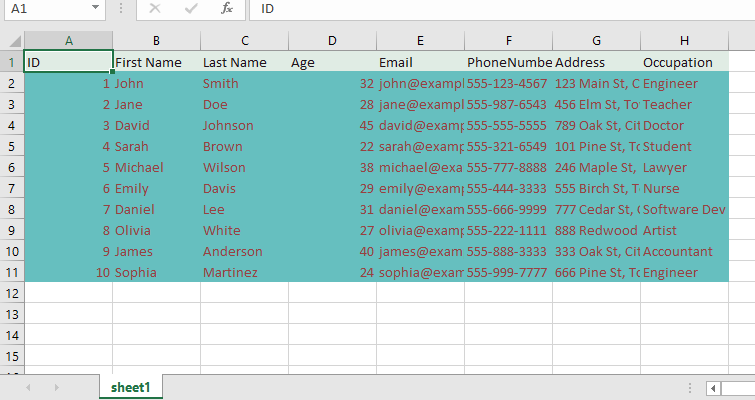 A1 fx ID
A B C D E F G H
1 ID First Name Last Name Age Email PhoneNumbe Address Occupation
2 1 John Smith 32 john@exampl 555-123-4567 123 Main St, C Engineer
3 2 Jane Doe 28 jane@exampl 555-987-6543 456 Elm St, To Teacher
4 3 David Johnson 45 david@examp 555-555-5555 789 Oak St, Cit Doctor
5 4 Sarah Brown 22 sarah@examp 555-321-6549 101 Pine St, To Student
6 5 Michael Wilson 38 michael@exa 555-777-8888 246 Maple St, Lawyer
7 6 Emily Davis 29 emily@examp 555-444-3333 555 Birch St, T Nurse
8 7 Daniel Lee 31 daniel@exam 555-666-9999 777 Cedar St, Software Dev
9 8 Olivia White 27 olivia@examp 555-222-1111 888 Redwood Artist
10 9 James Anderson 40 james@exam 555-888-3333 333 Oak St, Cit Accountant
11 10 Sophia Martinez 24 sophia@exam 555-999-7777 666 Pine St, To Engineer
12
13
14
15
sheet1